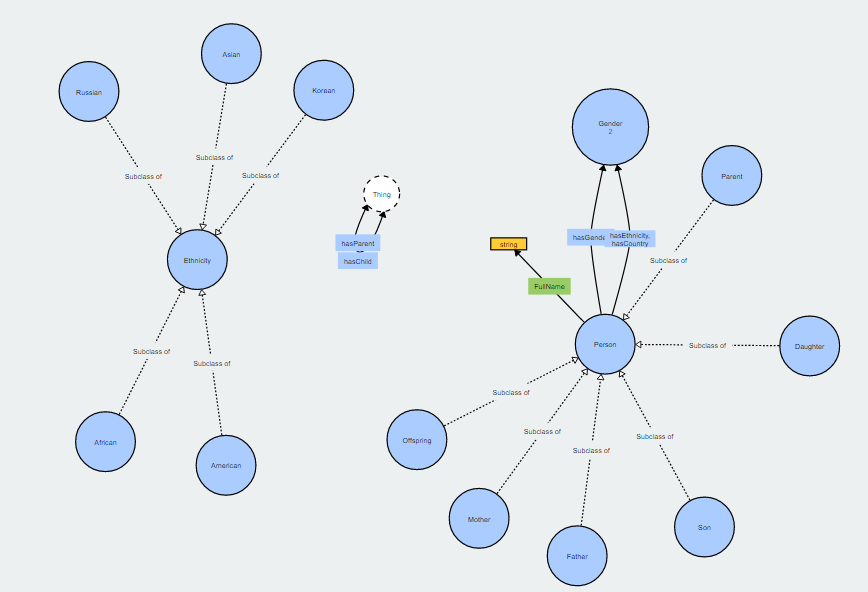 Asian
Russian
Korean
Subclass of
Subclass of
Subclass of
Ethnicity
Subclass of
Subclass of
African
American
Thing
hasParent
hasChild
Gender
2
Parent
hasEthnicity,
hasCountry
string
Subclass of
FullName
Person
Subclass of
Daughter
Subclass of
Offspring
Subclass of
Subclass of
Subclass of
Mother
Father
Son